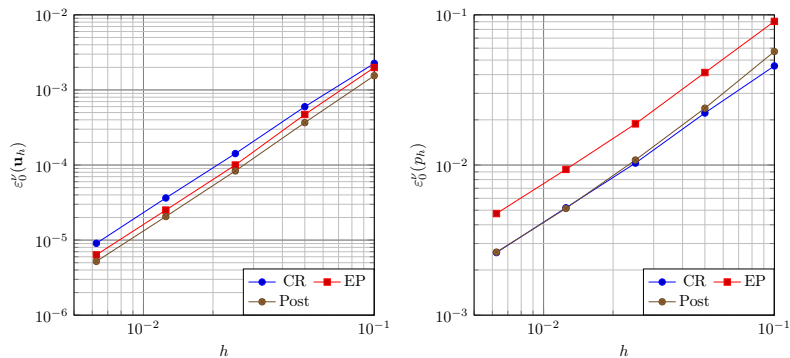 10^{-2}
10^{-3}
10^{-4}
10^{-5}
10^{-6}
ε_0^ν(𝐮_h)
10^{-2} 10^{-1}
h
CR EP
Post
10^{-1}
10^{-2}
10^{-3}
ε_0^ν(p_h)
10^{-2} 10^{-1}
h
CR EP
Post